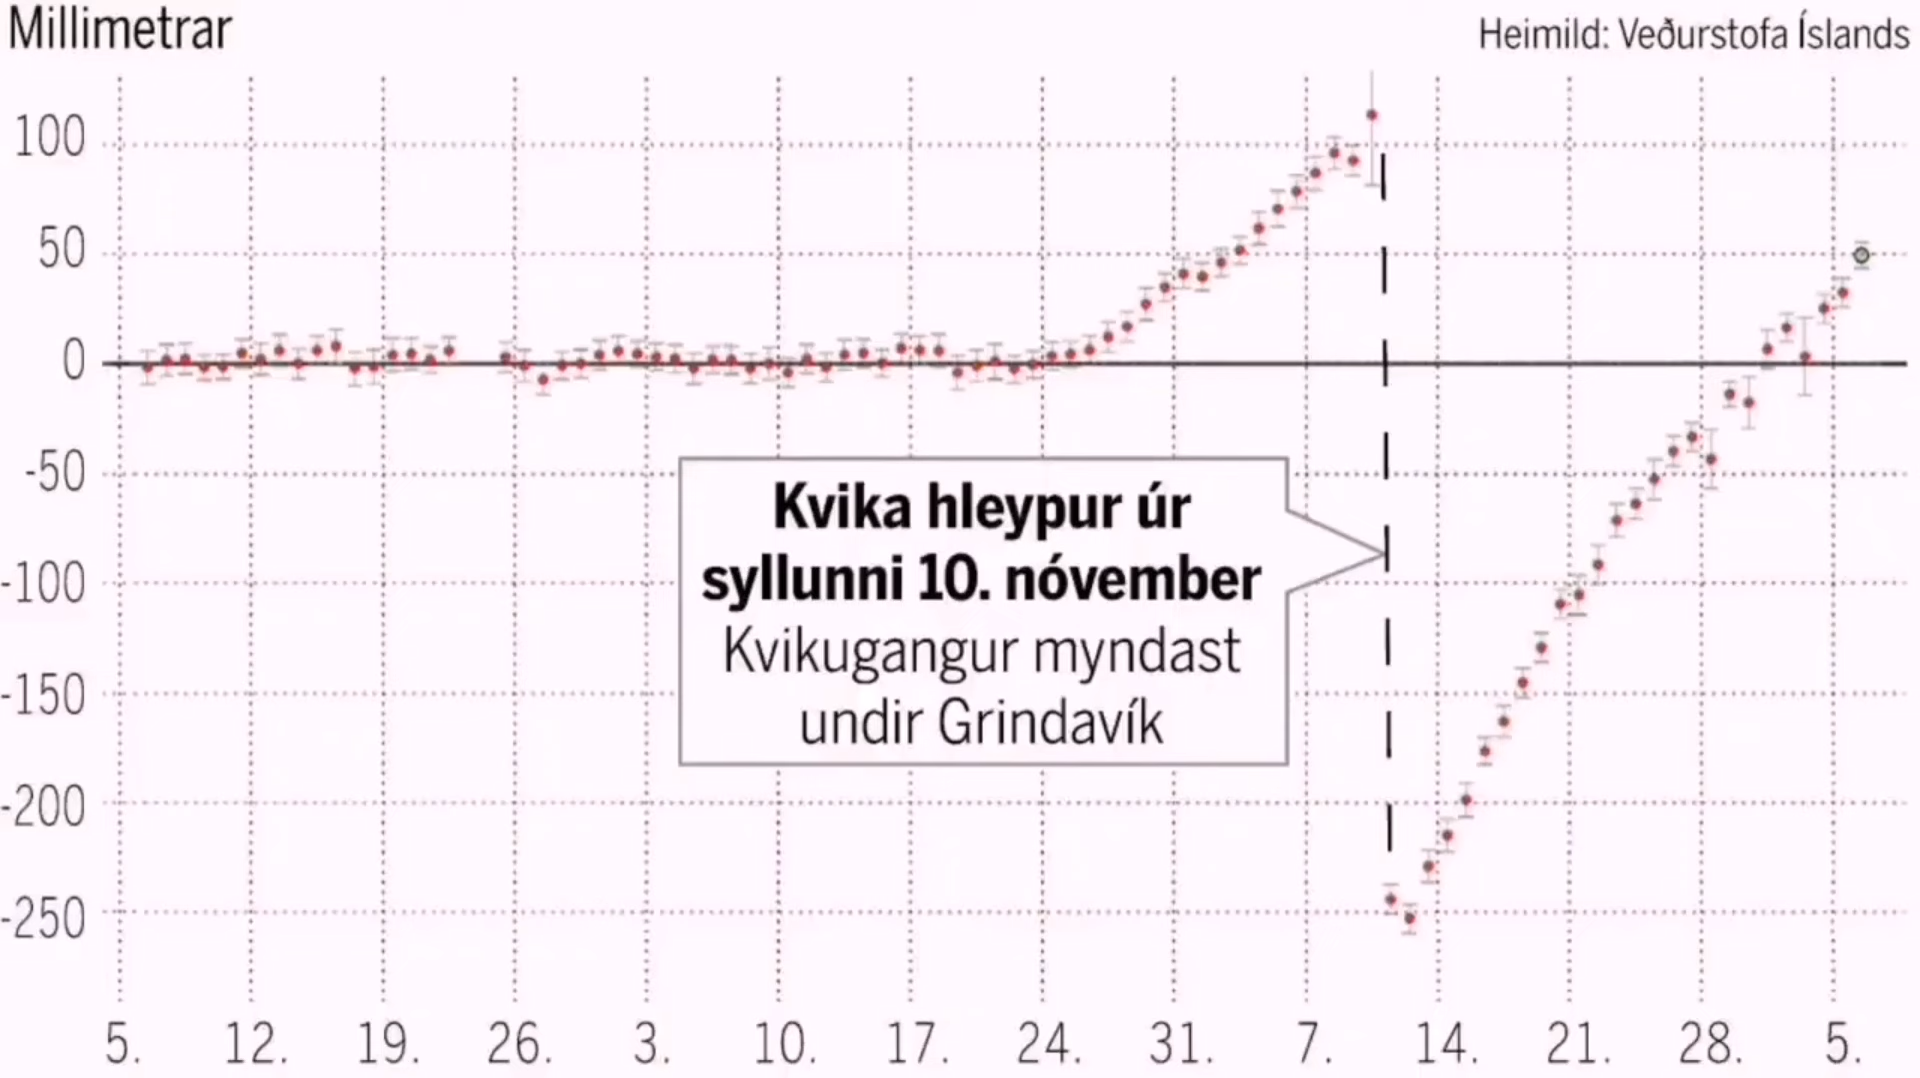 Millimetrar
Heimild: Veðurstofa Íslands
100
50
0
-50
-100
-150
-200
-250
Kvika hleypur úr
syllunni 10. nóvember
Kvikugangur myndast
undir Grindavík
5. 12. 19. 26. 3. 10. 17. 24. 31. 7. 14. 21. 28. 5.